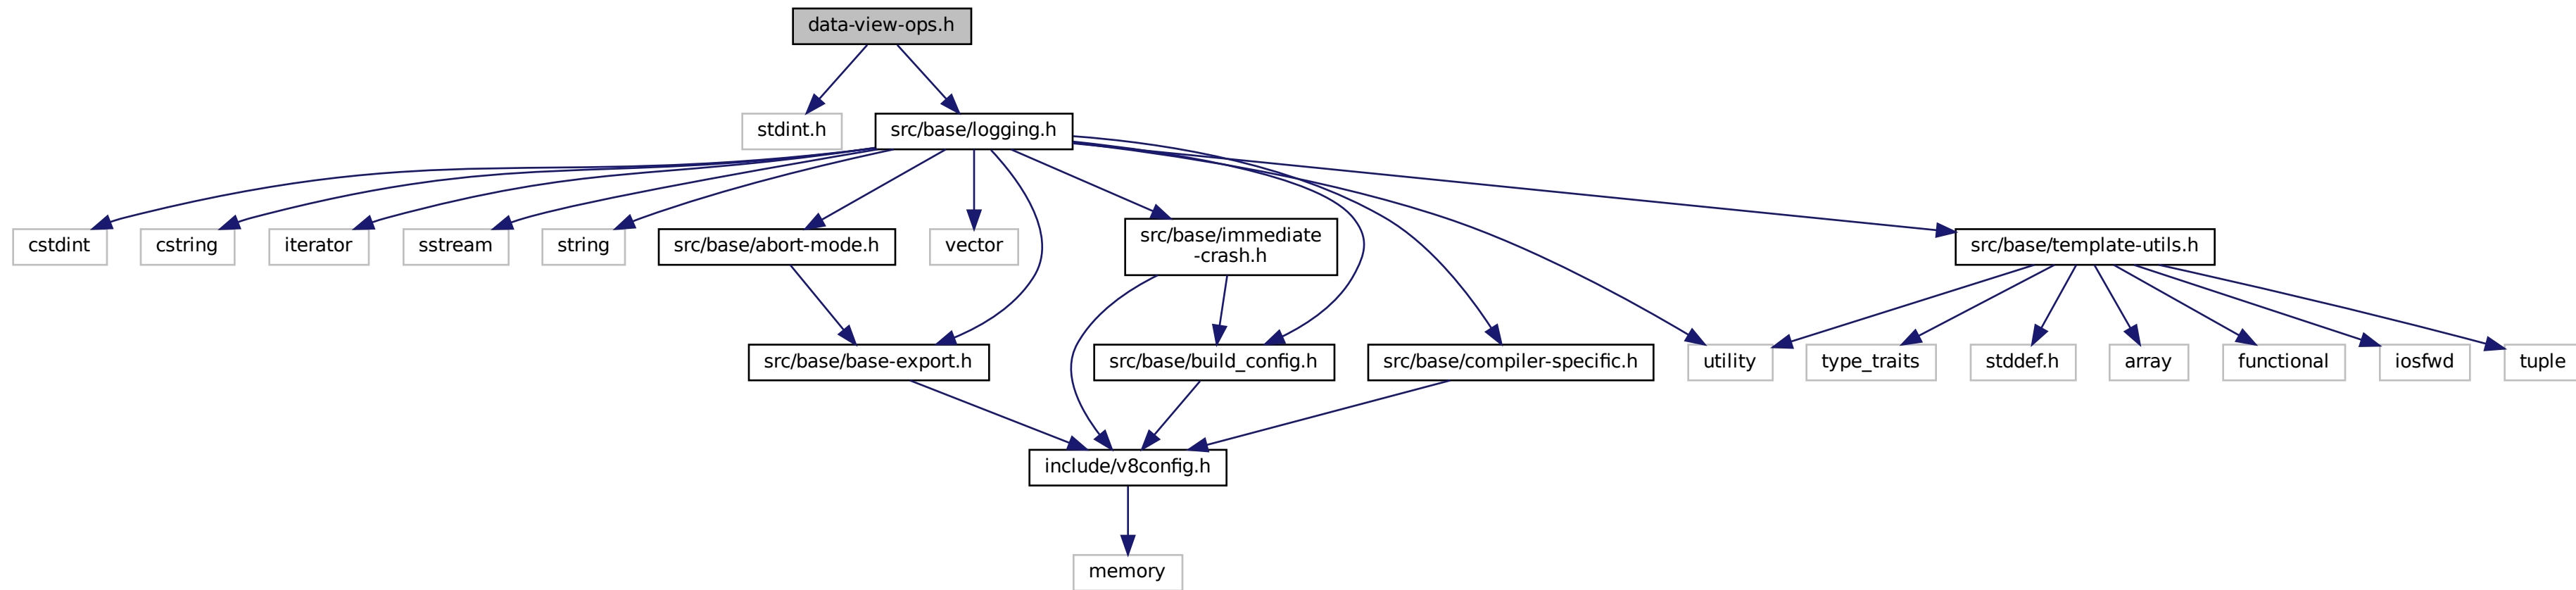 data-view-ops.h
stdint.h
src/base/logging.h
cstdint
cstring
iterator
sstream
string
src/base/abort-mode.h
vector
src/base/immediate
-crash.h
src/base/template-utils.h
src/base/base-export.h
src/base/build_config.h
src/base/compiler-specific.h
utility
type_traits
stddef.h
array
functional
iosfwd
tuple
include/v8config.h
memory